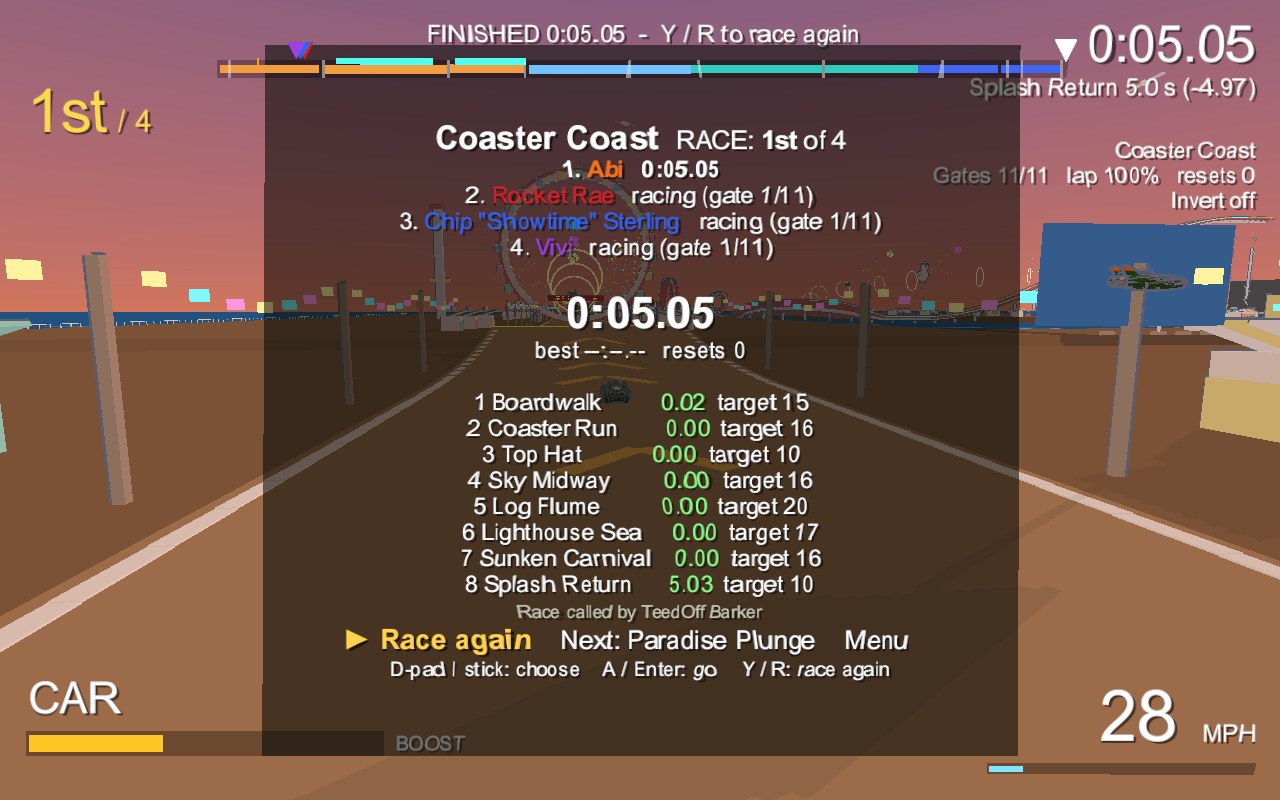 FINISHED 0:05.05 - Y / R to race again
0:05.05
Splash Return 5.0 s (-4.97)
1st / 4
Coaster Coast
Gates 11/11 lap 100% resets 0
Invert off
Coaster Coast RACE: 1st of 4
1. Abi 0:05.05
2. Rocket Rae racing (gate 1/11)
3. Chip "Showtime" Sterling racing (gate 1/11)
4. Vivi racing (gate 1/11)
0:05.05
best --:--.-- resets 0
1 Boardwalk 0.02 target 15
2 Coaster Run 0.00 target 16
3 Top Hat 0.00 target 10
4 Sky Midway 0.00 target 16
5 Log Flume 0.00 target 20
6 Lighthouse Sea 0.00 target 17
7 Sunken Carnival 0.00 target 16
8 Splash Return 5.03 target 10
Race called by TeedOff Barker
► Race again Next: Paradise Plunge Menu
D-pad / stick: choose A / Enter: go Y / R: race again
CAR
BOOST
28 MPH